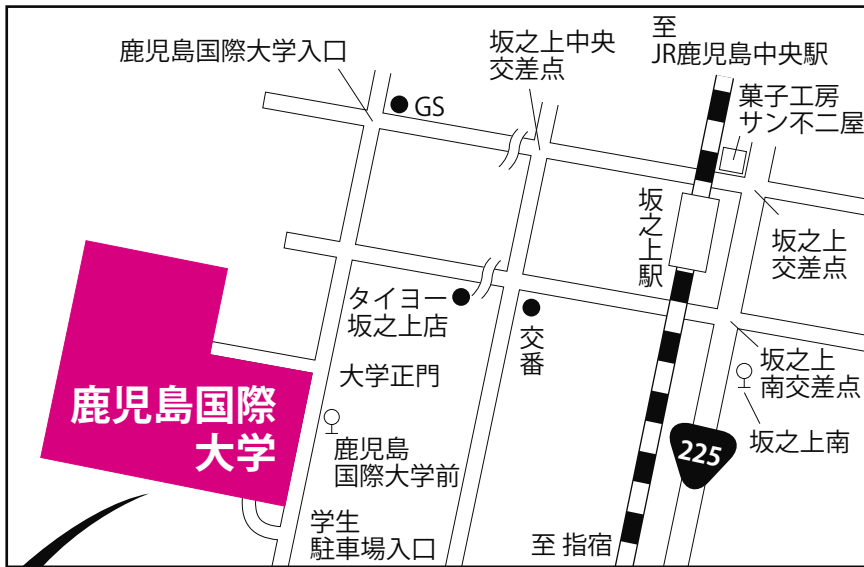 鹿児島国際大学入口
GS
坂之上中央
交差点
至
JR鹿児島中央駅
菓子工房
サン不二屋
坂之上駅
坂之上
交差点
タイヨー
坂之上店
交番
坂之上
南交差点
大学正門
鹿児島国際
大学
鹿児島
国際大学前
225
坂之上南
学生
駐車場入口
至 指宿